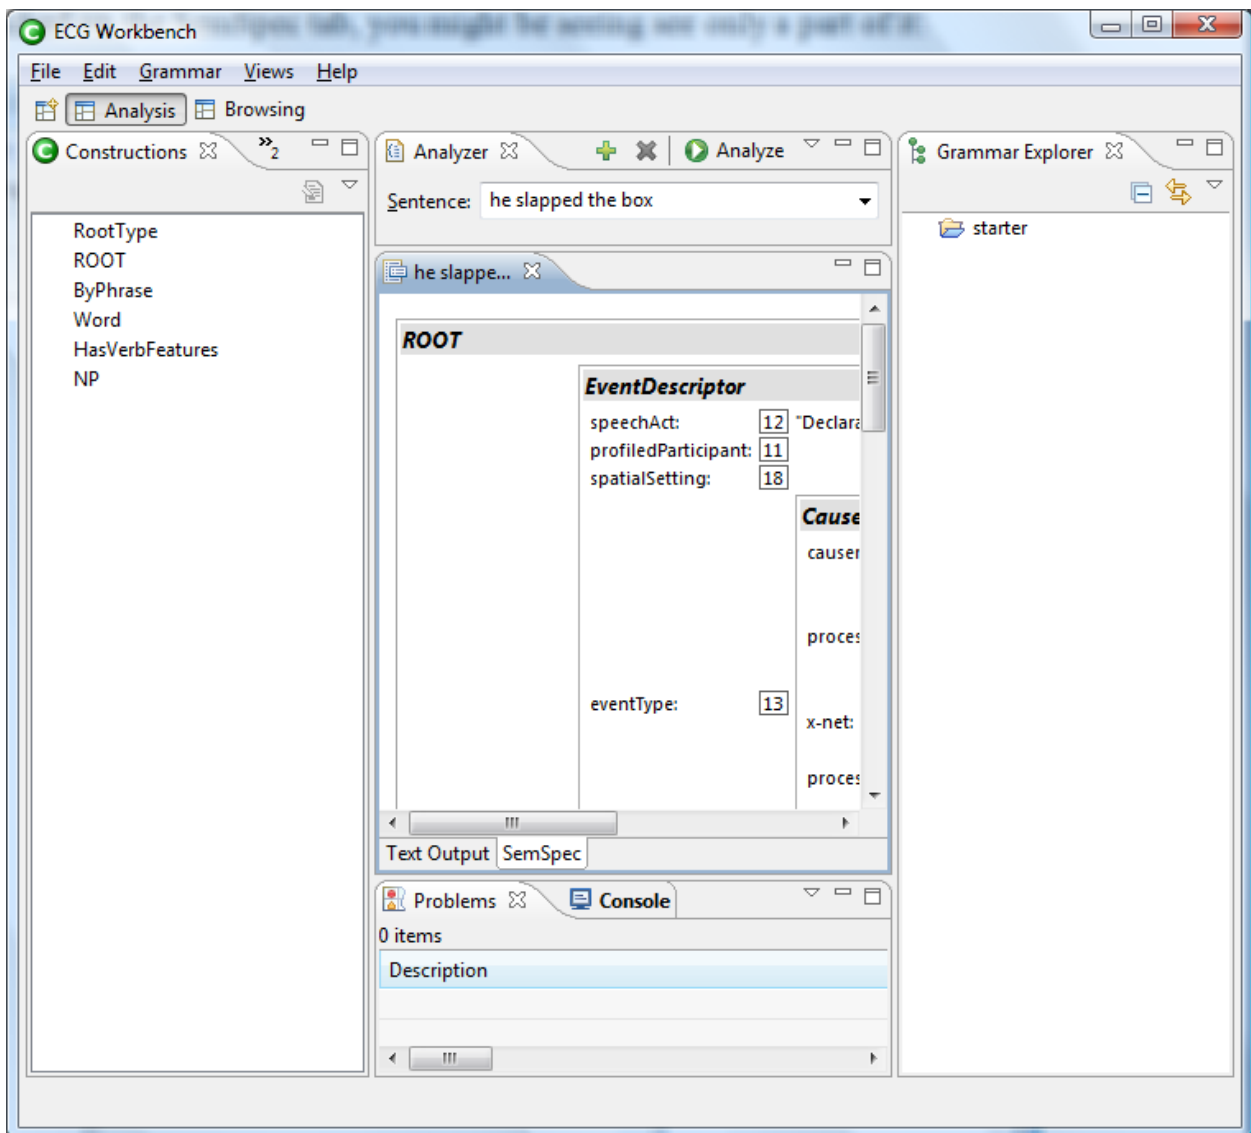 ECG Workbench
File Edit Grammar Views Help
Analysis Browsing
Constructions »2
RootType
ROOT
ByPhrase
Word
HasVerbFeatures
NP
Analyzer Analyze
Sentence: he slapped the box
he slappe...
ROOT
EventDescriptor
speechAct: 12 "Declara
profiledParticipant: 11
spatialSetting: 18
Cause
causer
proces
eventType: 13
x-net:
proces
Text Output SemSpec
Problems Console
0 items
Description
Grammar Explorer
starter